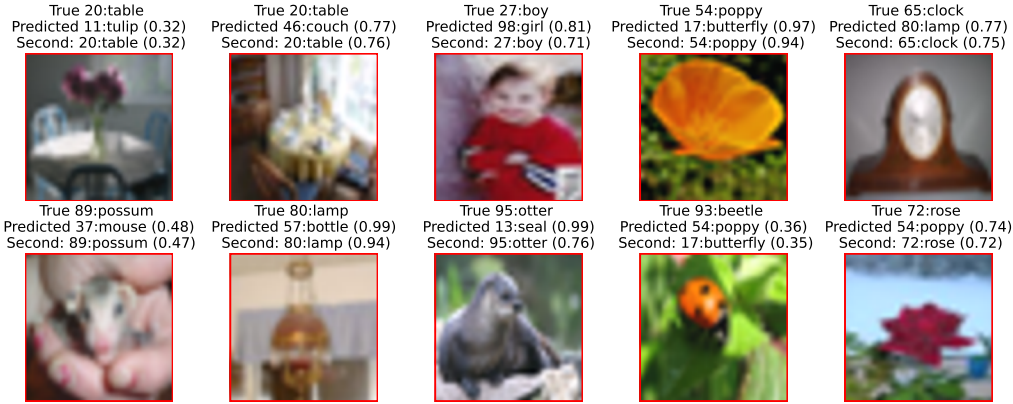 True 20:table
Predicted 11:tulip (0.32)
Second: 20:table (0.32)
True 20:table
Predicted 46:couch (0.77)
Second: 20:table (0.76)
True 27:boy
Predicted 98:girl (0.81)
Second: 27:boy (0.71)
True 54:poppy
Predicted 17:butterfly (0.97)
Second: 54:poppy (0.94)
True 65:clock
Predicted 80:lamp (0.77)
Second: 65:clock (0.75)
True 89:possum
Predicted 37:mouse (0.48)
Second: 89:possum (0.47)
True 80:lamp
Predicted 57:bottle (0.99)
Second: 80:lamp (0.94)
True 95:otter
Predicted 13:seal (0.99)
Second: 95:otter (0.76)
True 93:beetle
Predicted 54:poppy (0.36)
Second: 17:butterfly (0.35)
True 72:rose
Predicted 54:poppy (0.74)
Second: 72:rose (0.72)